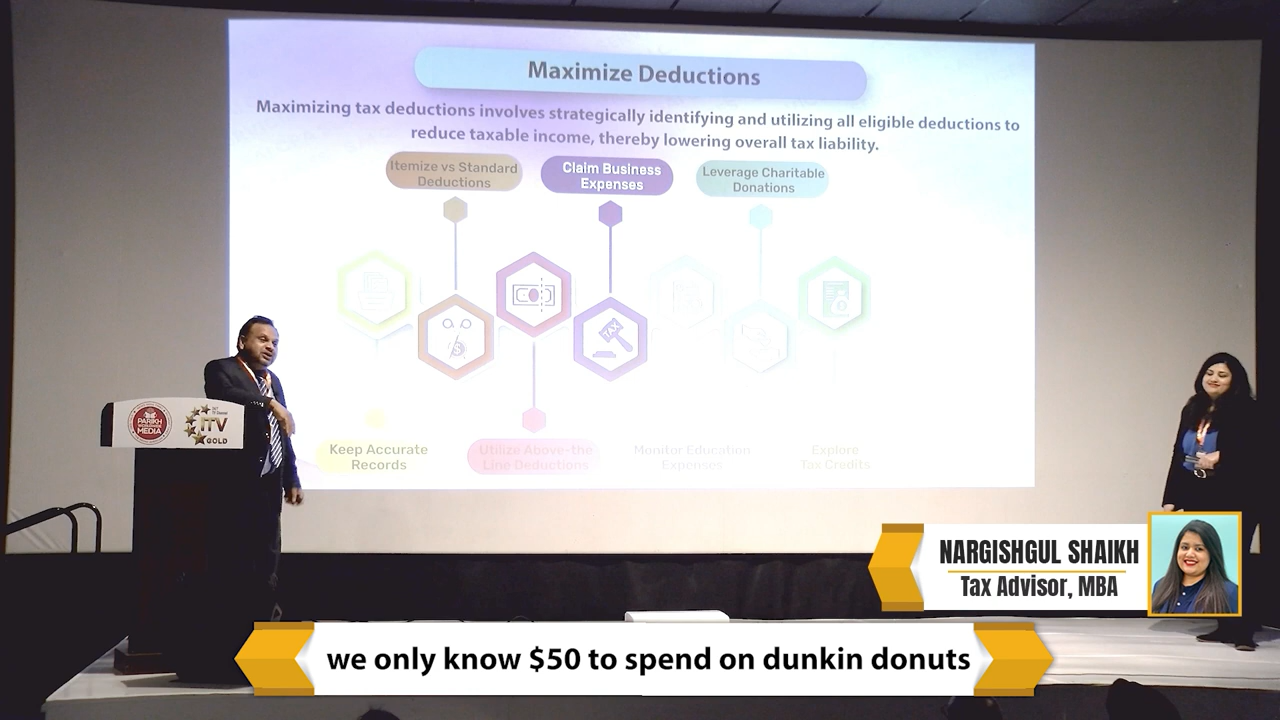 Maximize Deductions
Maximizing tax deductions involves strategically identifying and utilizing all eligible deductions to
reduce taxable income, thereby lowering overall tax liability.
Itemize vs Standard
Deductions
Claim Business
Expenses
Leverage Charitable
Donations
Keep Accurate
Records
Utilize Above-the
Line Deductions
Monitor Education
Expenses
Explore
Tax Credits
PARIKH
WORLDWIDE
MEDIA
ITV
GOLD
NARGISHGUL SHAIKH
Tax Advisor, MBA
we only know $50 to spend on dunkin donuts